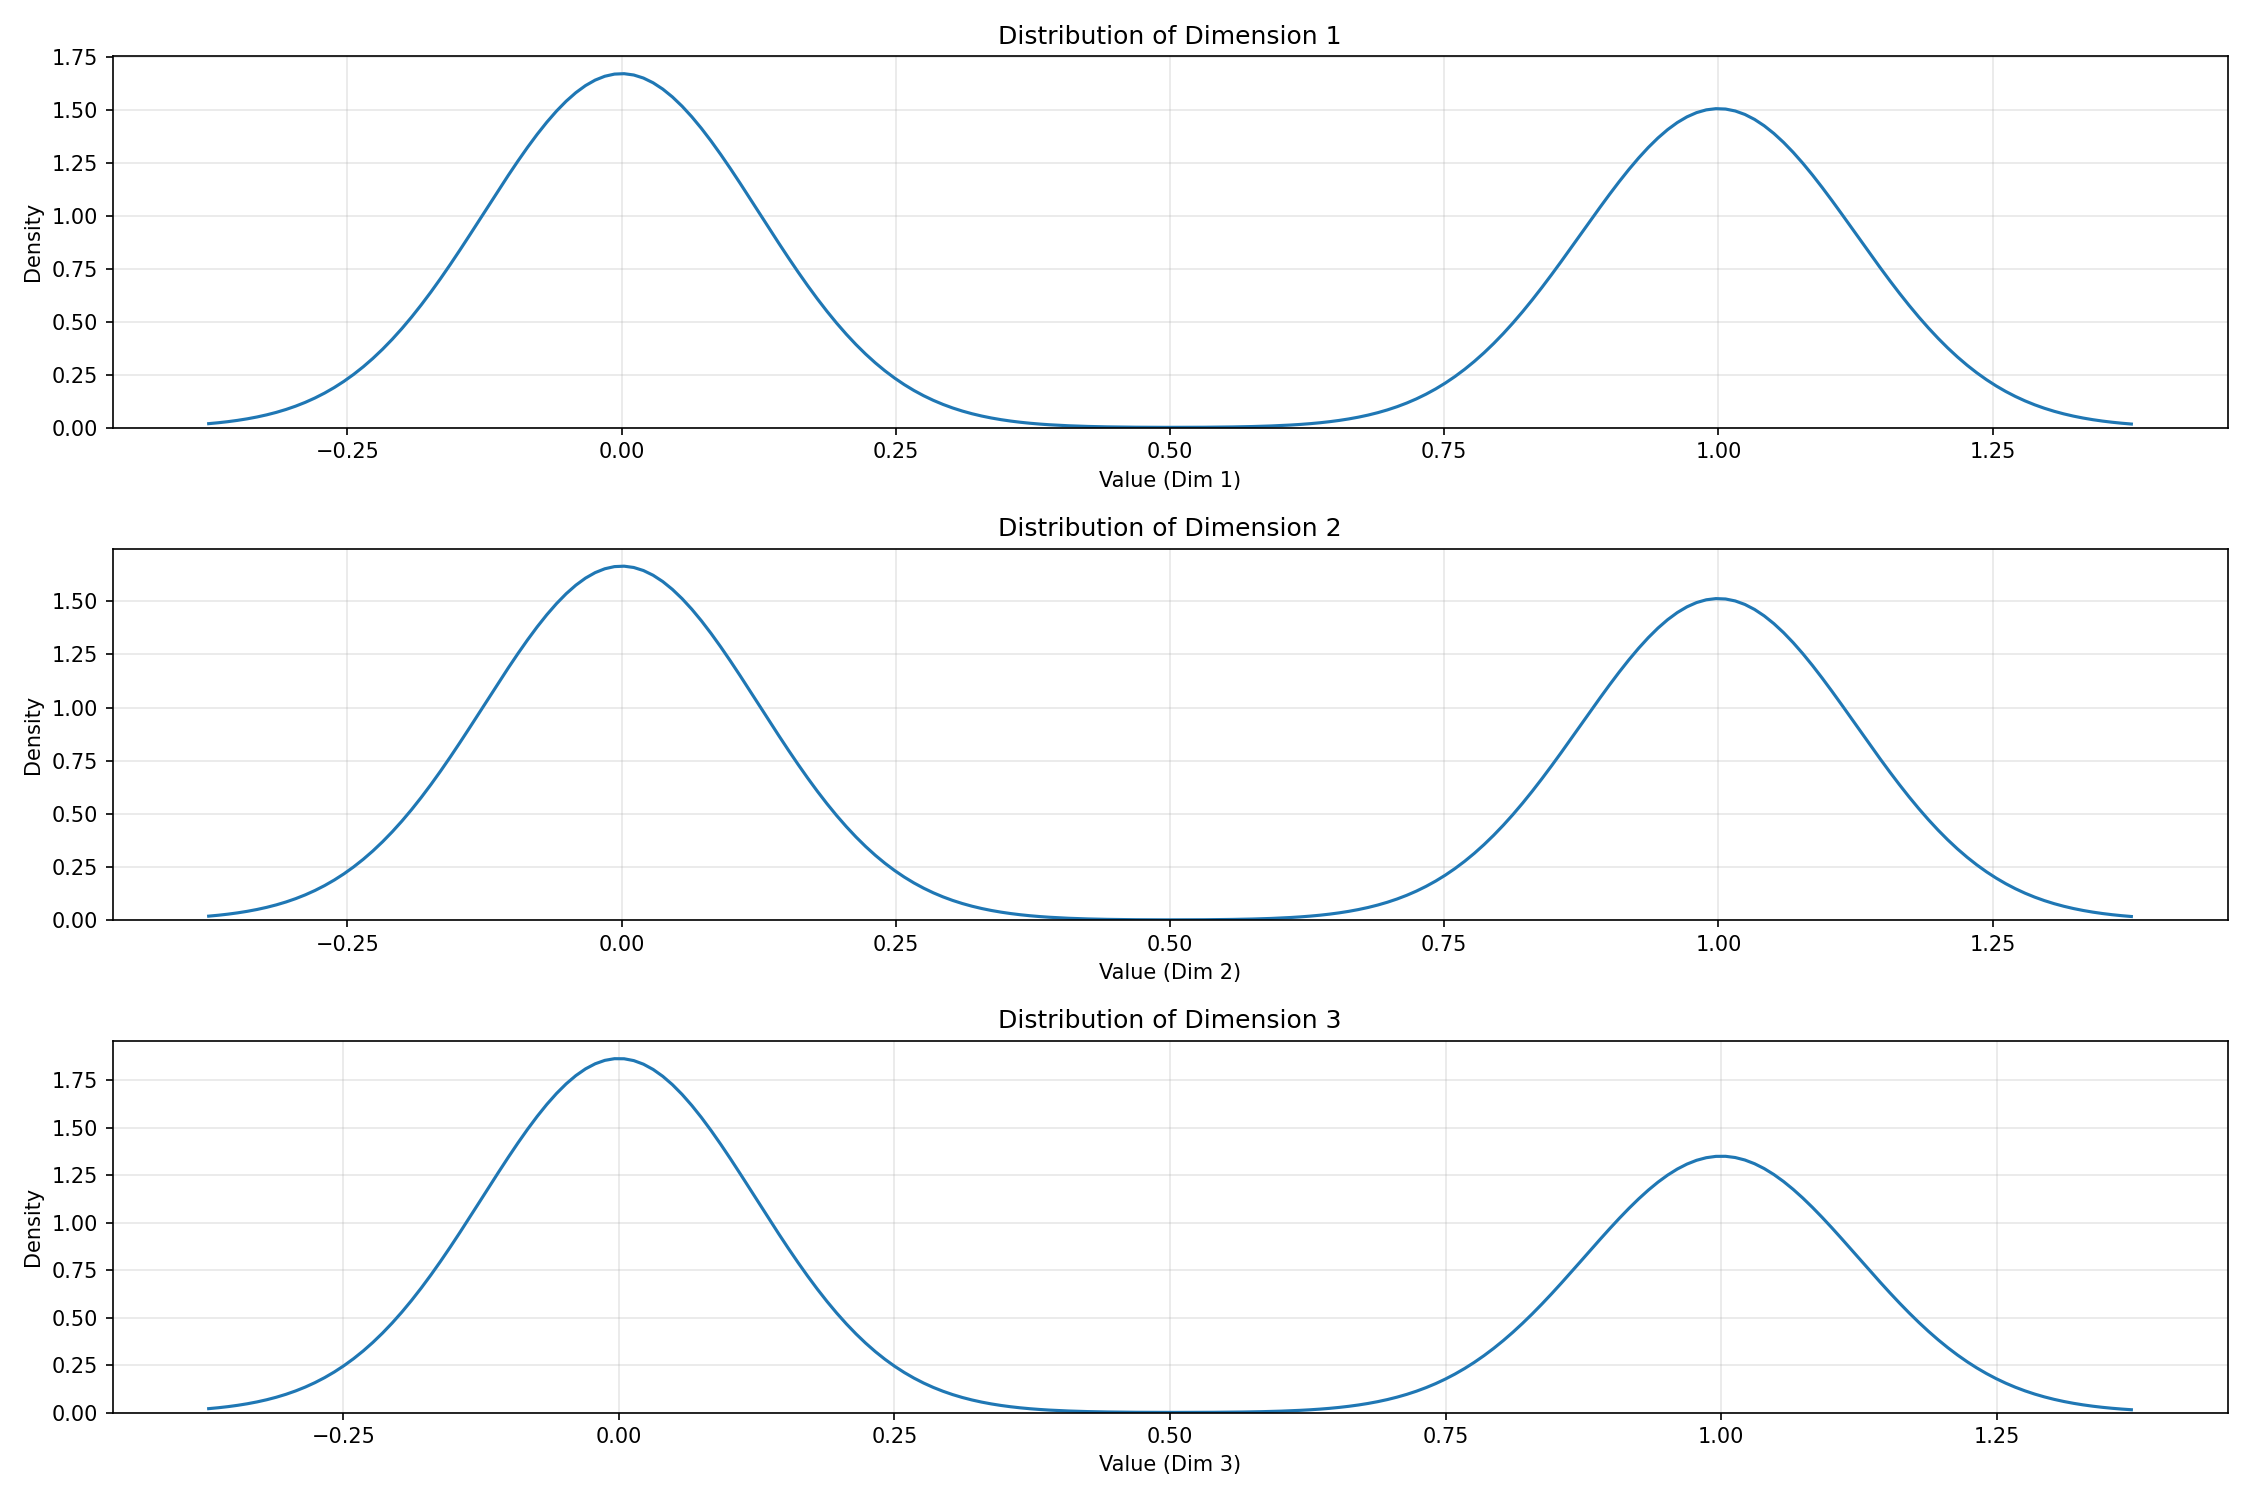 Distribution of Dimension 1
1.75
1.50
1.25
1.00
0.75
0.50
0.25
0.00
Density
−0.25 0.00 0.25 0.50 0.75 1.00 1.25
Value (Dim 1)
Distribution of Dimension 2
1.50
1.25
1.00
0.75
0.50
0.25
0.00
Density
−0.25 0.00 0.25 0.50 0.75 1.00 1.25
Value (Dim 2)
Distribution of Dimension 3
1.75
1.50
1.25
1.00
0.75
0.50
0.25
0.00
Density
−0.25 0.00 0.25 0.50 0.75 1.00 1.25
Value (Dim 3)